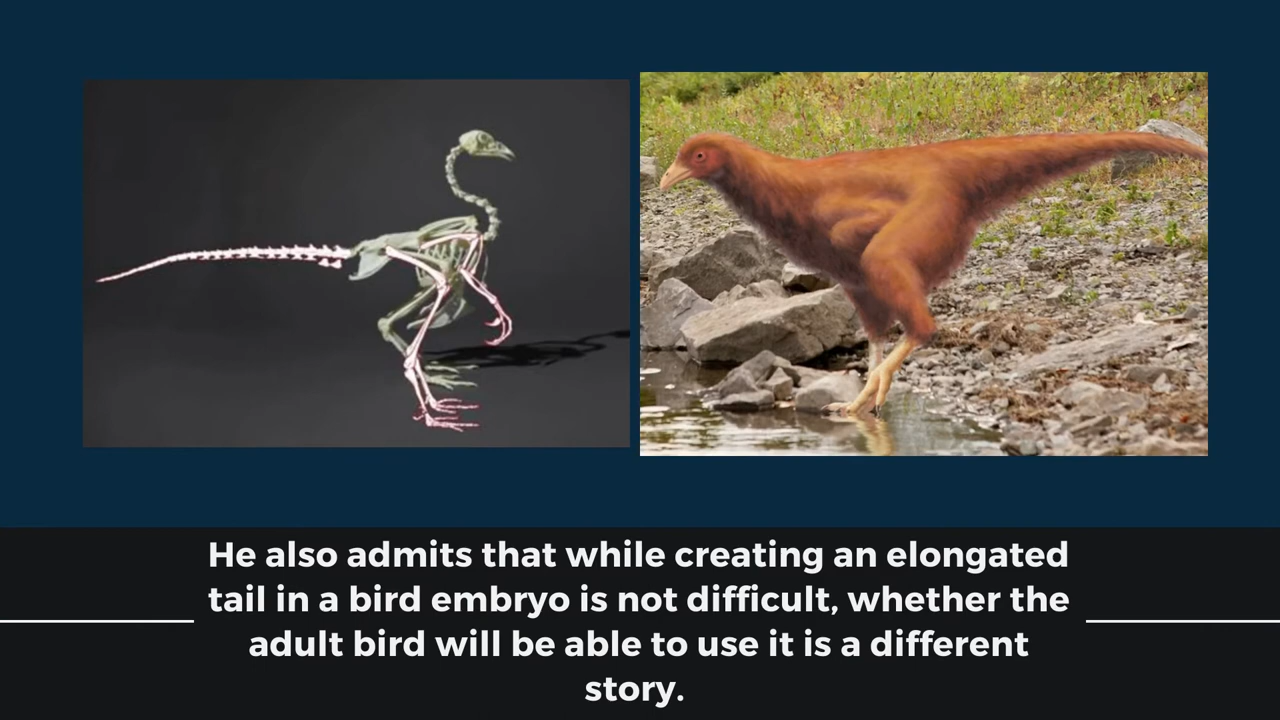 He also admits that while creating an elongated
tail in a bird embryo is not difficult, whether the
adult bird will be able to use it is a different
story.